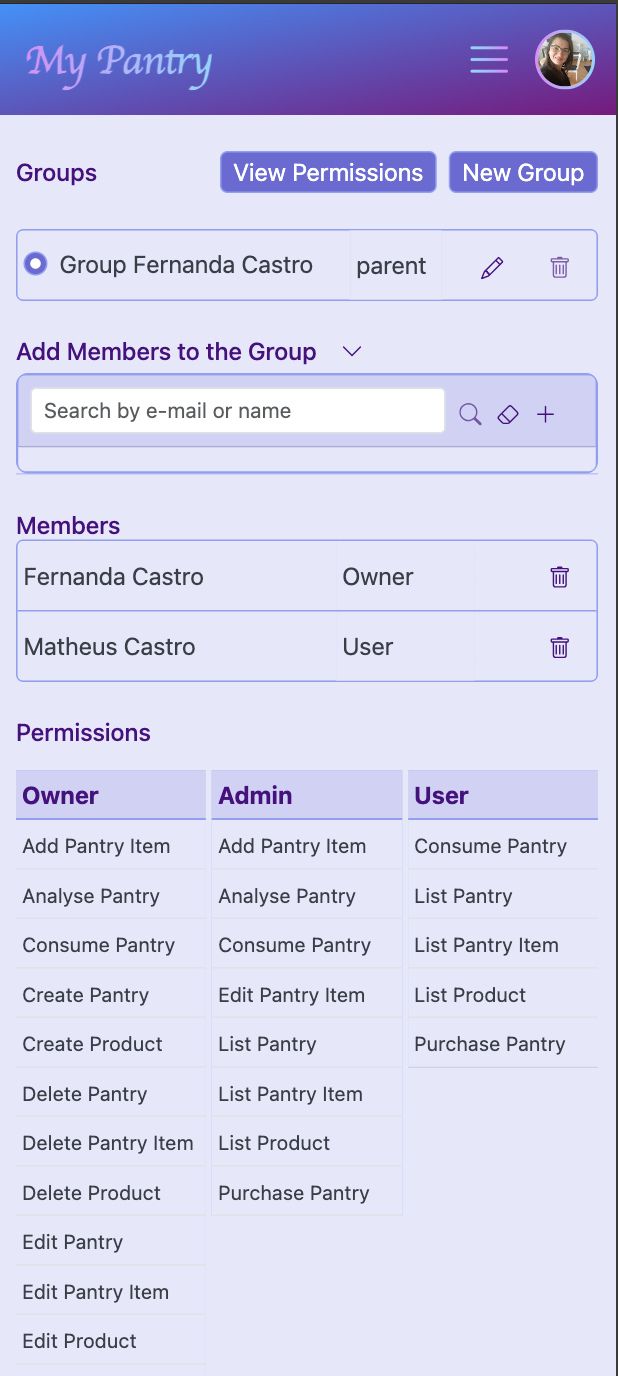 My Pantry
Groups View Permissions New Group
Group Fernanda Castro parent
Add Members to the Group
Search by e-mail or name
Members
Fernanda Castro Owner
Matheus Castro User
Permissions
Owner Admin User
Add Pantry Item Add Pantry Item Consume Pantry
Analyse Pantry Analyse Pantry List Pantry
Consume Pantry Consume Pantry List Pantry Item
Create Pantry Edit Pantry Item List Product
Create Product List Pantry Purchase Pantry
Delete Pantry List Pantry Item
Delete Pantry Item List Product
Delete Product Purchase Pantry
Edit Pantry
Edit Pantry Item
Edit Product